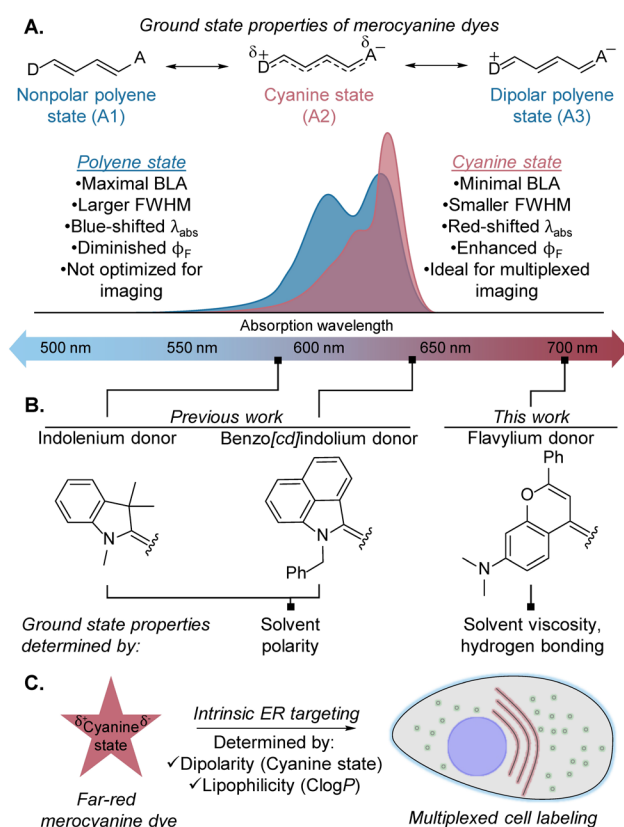 A.
Ground state properties of merocyanine dyes
D
A
δ+
D
δ
A−
+
D
A−
Nonpolar polyene
state (A1)
Cyanine state
(A2)
Dipolar polyene
state (A3)
Polyene state
•Maximal BLA
•Larger FWHM
•Blue-shifted λabs
•Diminished ϕF
•Not optimized for
imaging
Cyanine state
•Minimal BLA
•Smaller FWHM
•Red-shifted λabs
•Enhanced ϕF
•Ideal for multiplexed
imaging
Absorption wavelength
500 nm 550 nm 600 nm 650 nm 700 nm
B.
Previous work
This work
Indolenium donor
Benzo[cd]indolium donor
Flavylium donor
N
N
Ph
Ph
O
N
Ground state properties
determined by:
Solvent
polarity
Solvent viscosity,
hydrogen bonding
C.
δ+ δ-
Cyanine
state
Far-red
merocyanine dye
Intrinsic ER targeting
Determined by:
✓Dipolarity (Cyanine state)
✓Lipophilicity (ClogP)
Multiplexed cell labeling